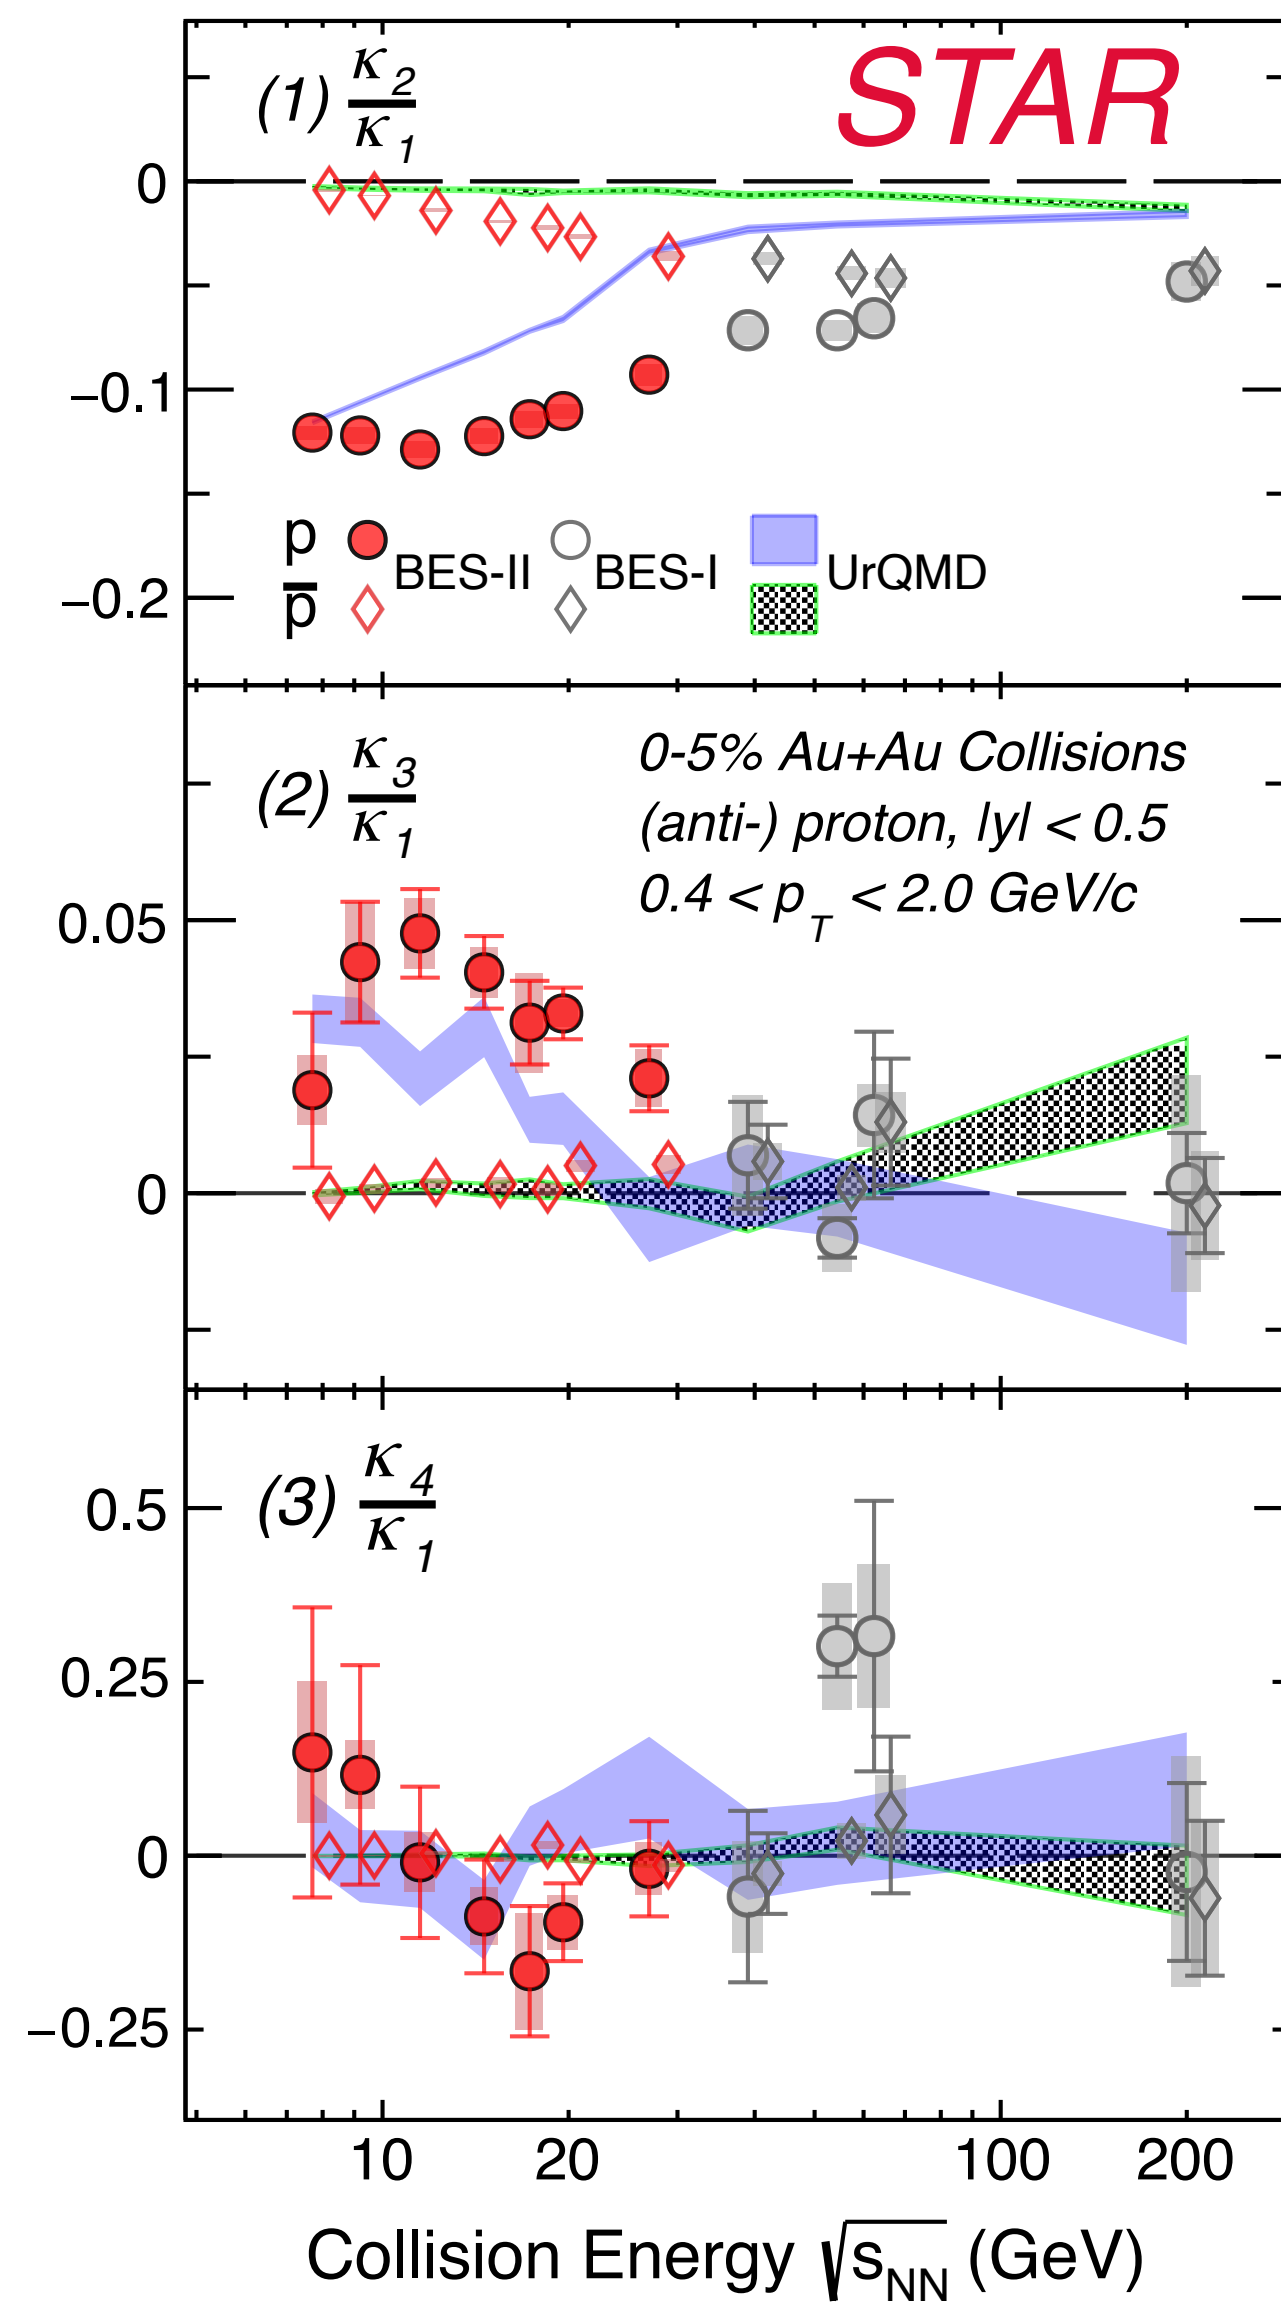 STAR
(1) κ2/κ1
0
−0.1
−0.2
p BES-II BES-I UrQMD
p̅
(2) κ3/κ1
0-5% Au+Au Collisions
(anti-) proton, lyl < 0.5
0.4 < pT < 2.0 GeV/c
0.05
0
(3) κ4/κ1
0.5
0.25
0
−0.25
10 20 100 200
Collision Energy √sNN (GeV)